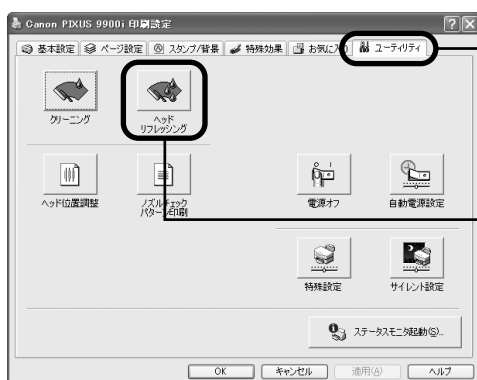 Canon PIXUS 9900i 印刷設定
基本設定 ページ設定 スタンプ/背景 特殊効果 お気に入り ユーティリティ
クリーニング
ヘッド
リフレッシング
ヘッド位置調整
ノズルチェック
パターン印刷
電源オフ
自動電源設定
特殊設定
サイレント設定
ステータスモニタ起動(S)...
OK キャンセル 適用(A) ヘルプ